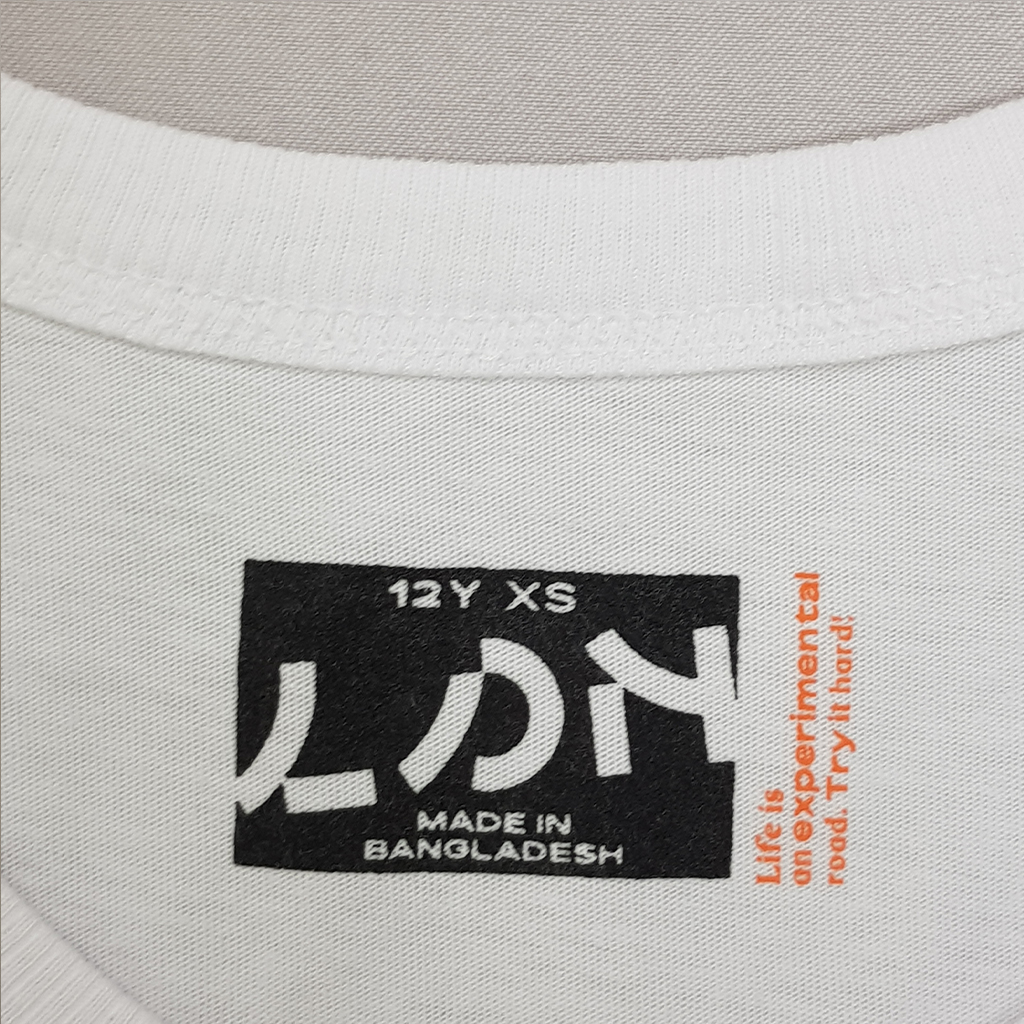 12Y XS
LDN
MADE IN
BANGLADESH
Life is
an experimental
road. Try it hard!